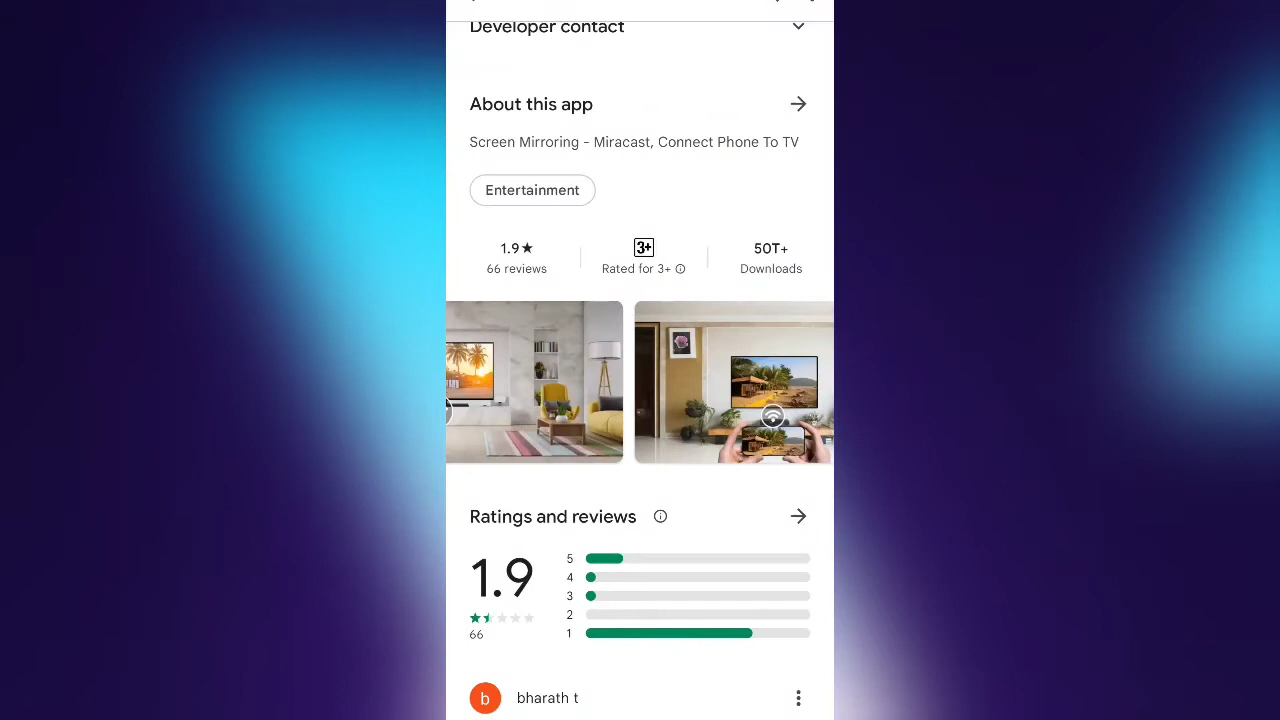 Developer contact
About this app
Screen Mirroring - Miracast, Connect Phone To TV
Entertainment
1.9★
66 reviews
3+
Rated for 3+
50T+
Downloads
Ratings and reviews
1.9
66
5
4
3
2
1
b
bharath t